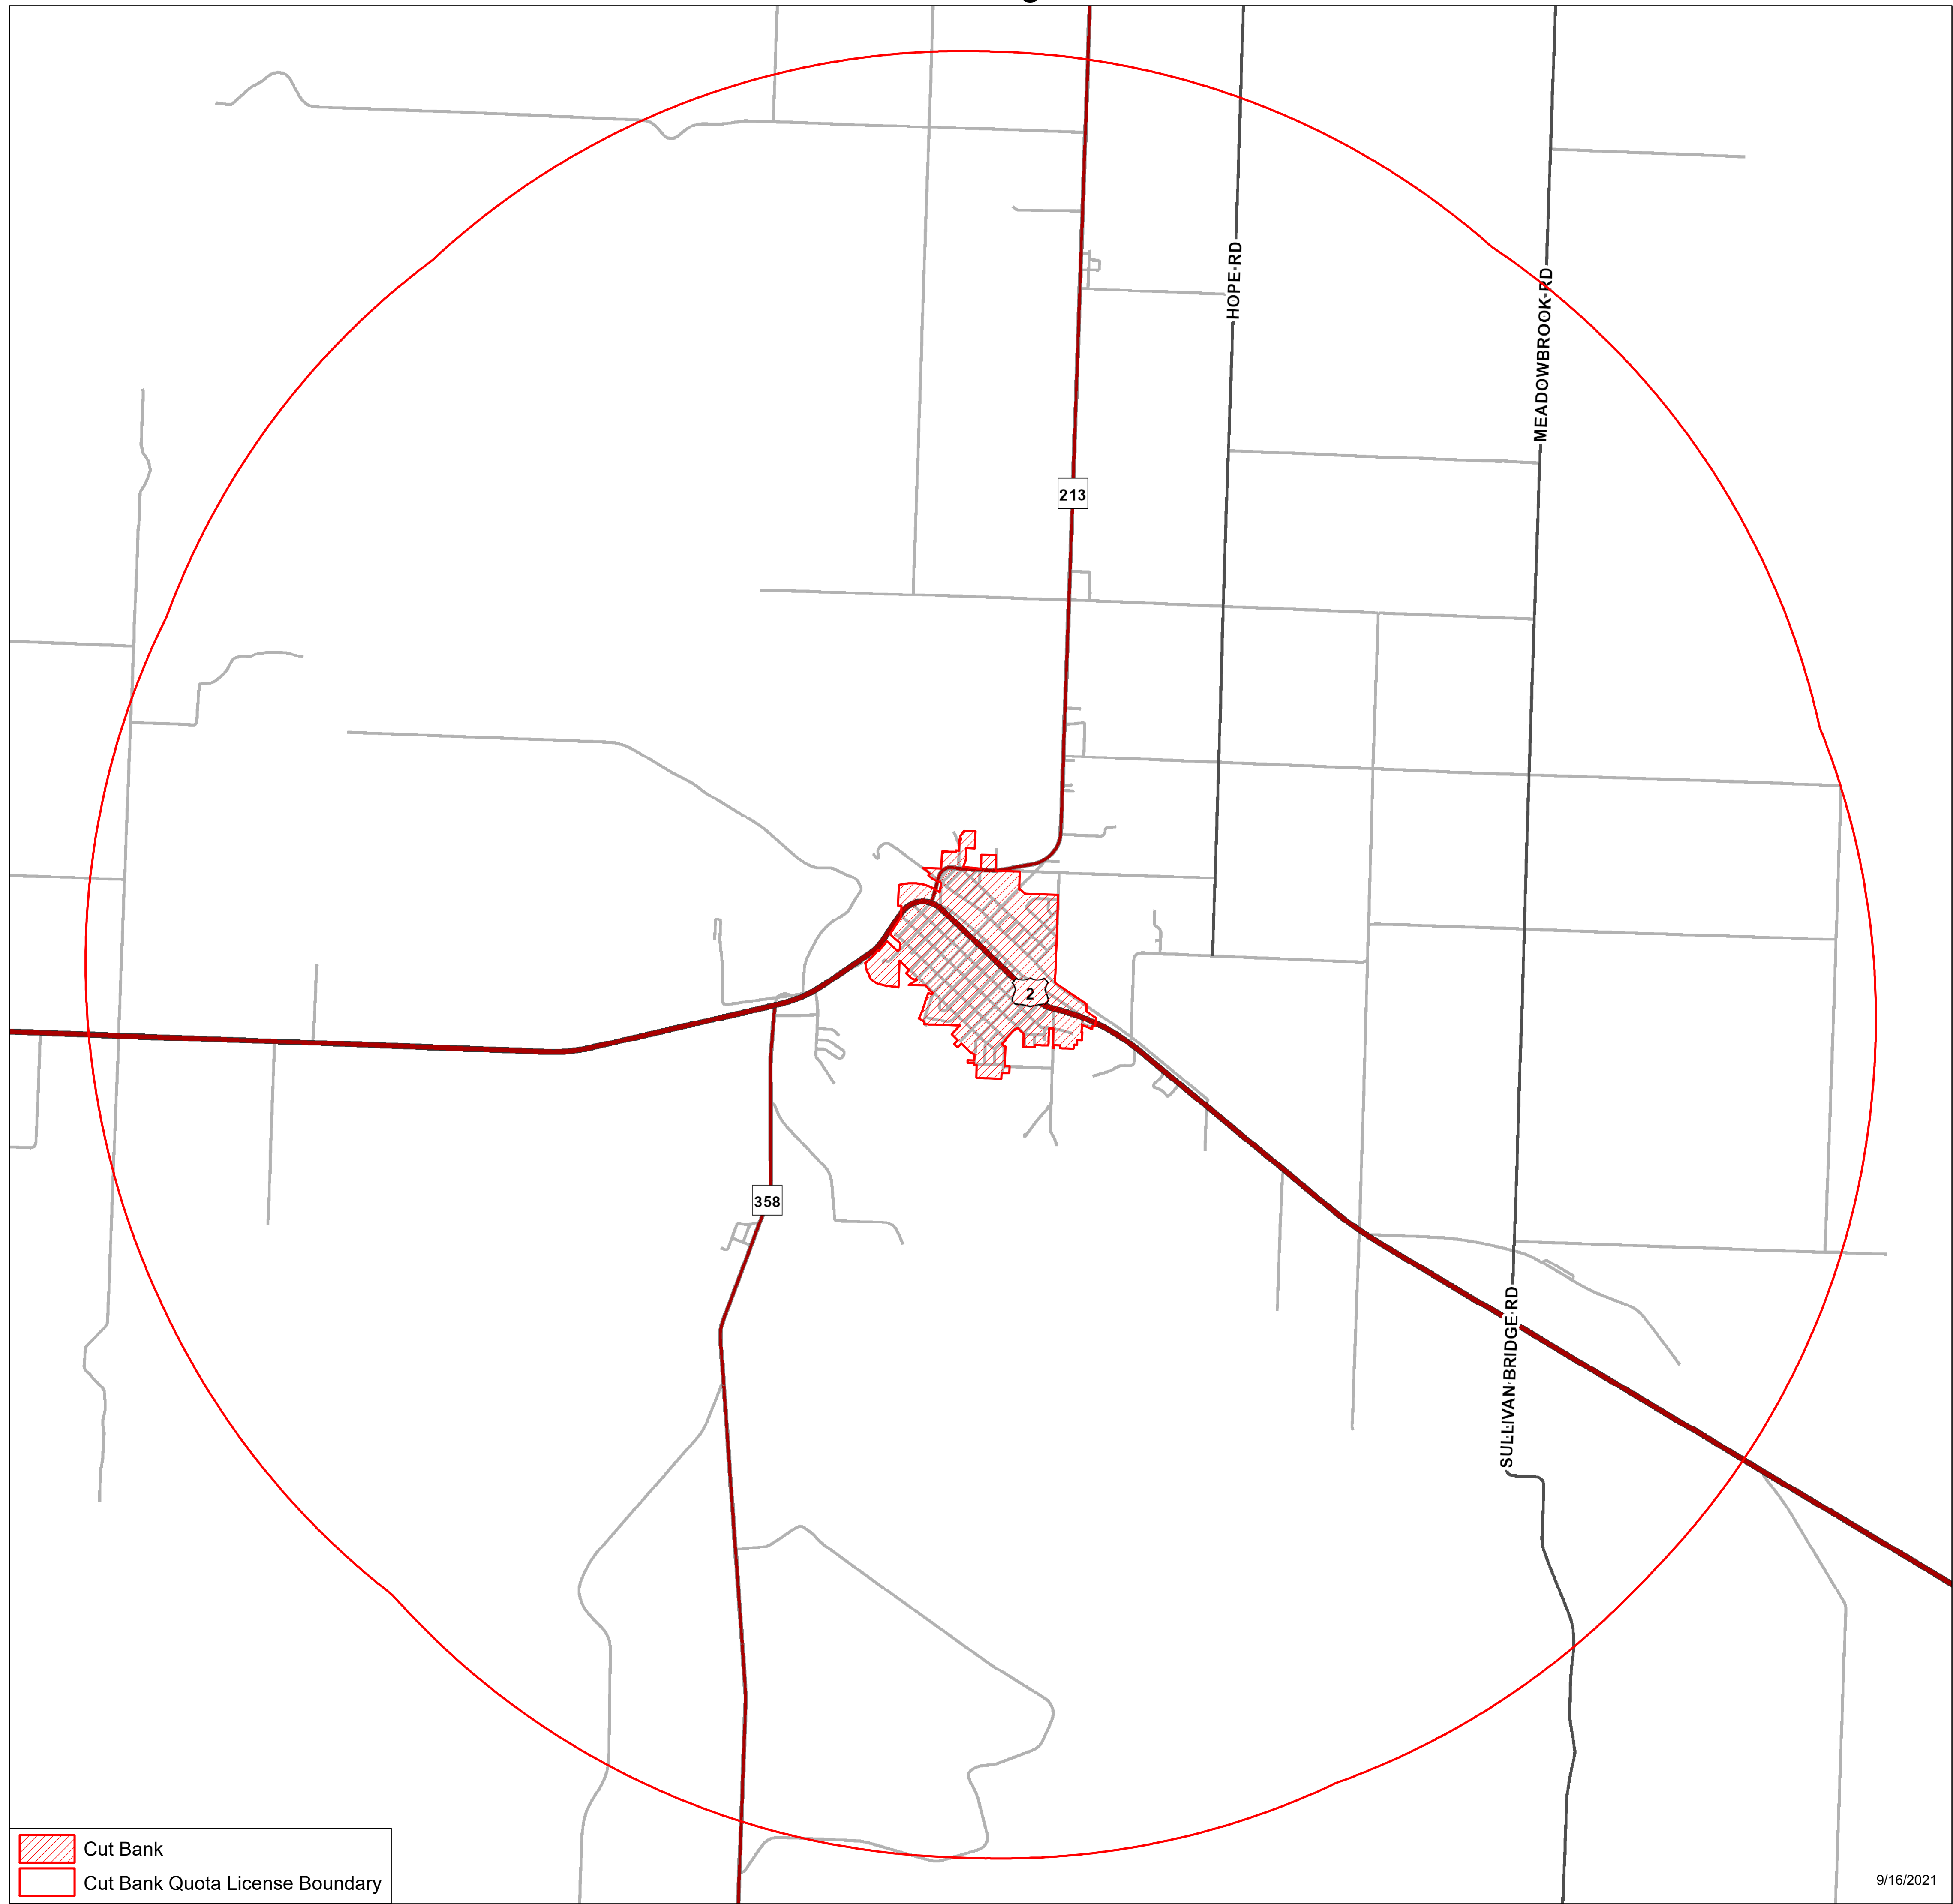 HOPE RD
MEADOWBROOK RD
213
2
358
SULLIVAN BRIDGE RD
Cut Bank
Cut Bank Quota License Boundary
9/16/2021